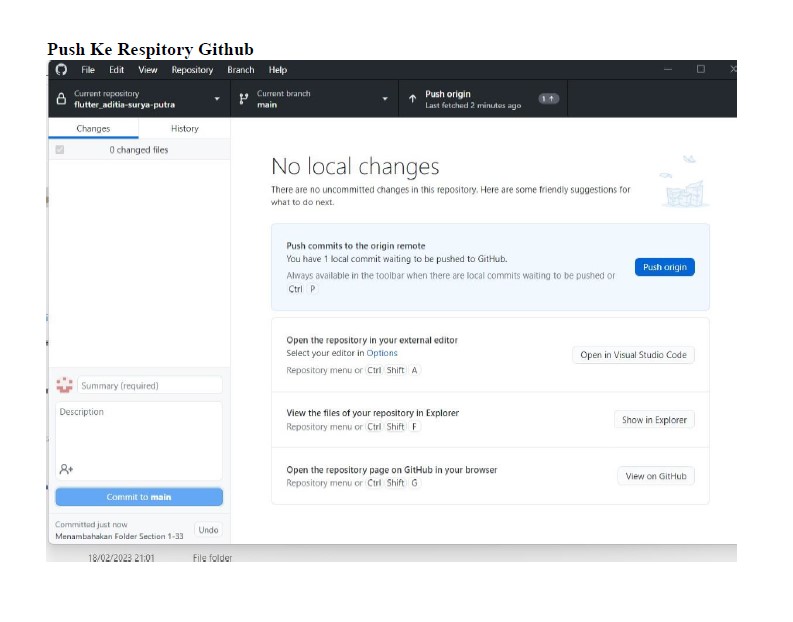 Push Ke Respitory Github
File Edit View Repository Branch Help
Current repository
flutter_aditia-surya-putra
Current branch
main
Push origin
Last fetched 2 minutes ago
1↑
Changes History
0 changed files
No local changes
There are no uncommitted changes in this repository. Here are some friendly suggestions for
what to do next.
Push commits to the origin remote
You have 1 local commit waiting to be pushed to GitHub.
Always available in the toolbar when there are local commits waiting to be pushed or
Ctrl P
Push origin
Open the repository in your external editor
Select your editor in Options
Repository menu or Ctrl Shift A
Open in Visual Studio Code
View the files of your repository in Explorer
Repository menu or Ctrl Shift F
Show in Explorer
Open the repository page on GitHub in your browser
Repository menu or Ctrl Shift G
View on GitHub
Summary (required)
Description
Commit to main
Committed just now
Menambahakan Folder Section 1-33
Undo
18/02/2023 21:01 File folder